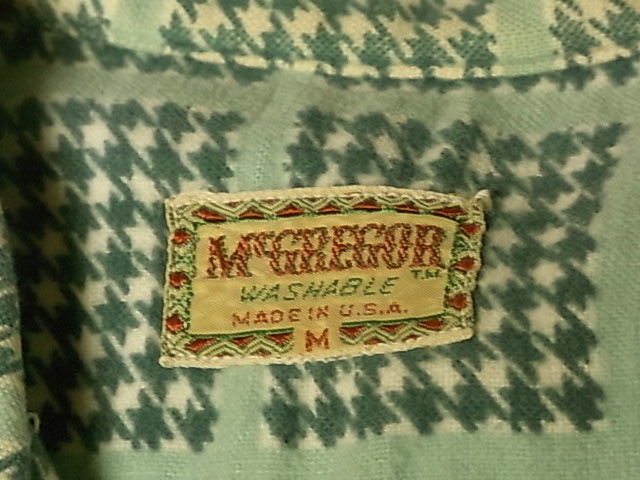 McGREGOR
TM
WASHABLE
MADE IN U.S.A.
M